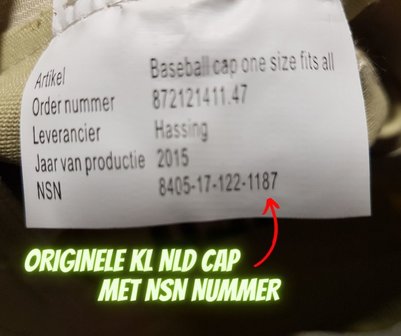 Artikel Baseball cap one size fits all
Order nummer 872121411.47
Leverancier Hassing
Jaar van productie 2015
NSN 8405-17-122-1187
ORIGINELE KL NLD CAP
MET NSN NUMMER